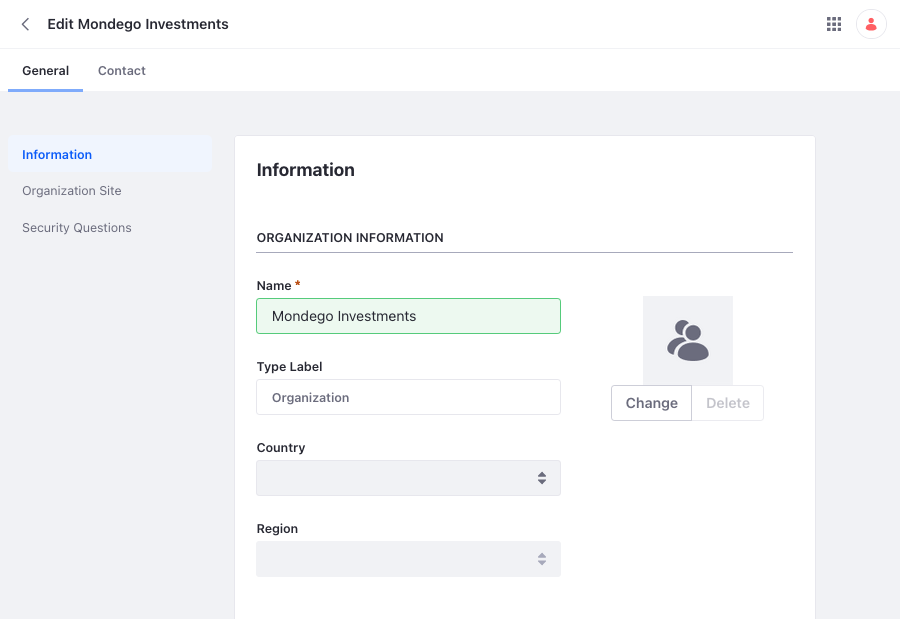 Edit Mondego Investments
General
Contact
Information
Organization Site
Security Questions
Information
ORGANIZATION INFORMATION
Name *
Mondego Investments
Type Label
Organization
Change
Delete
Country
Region